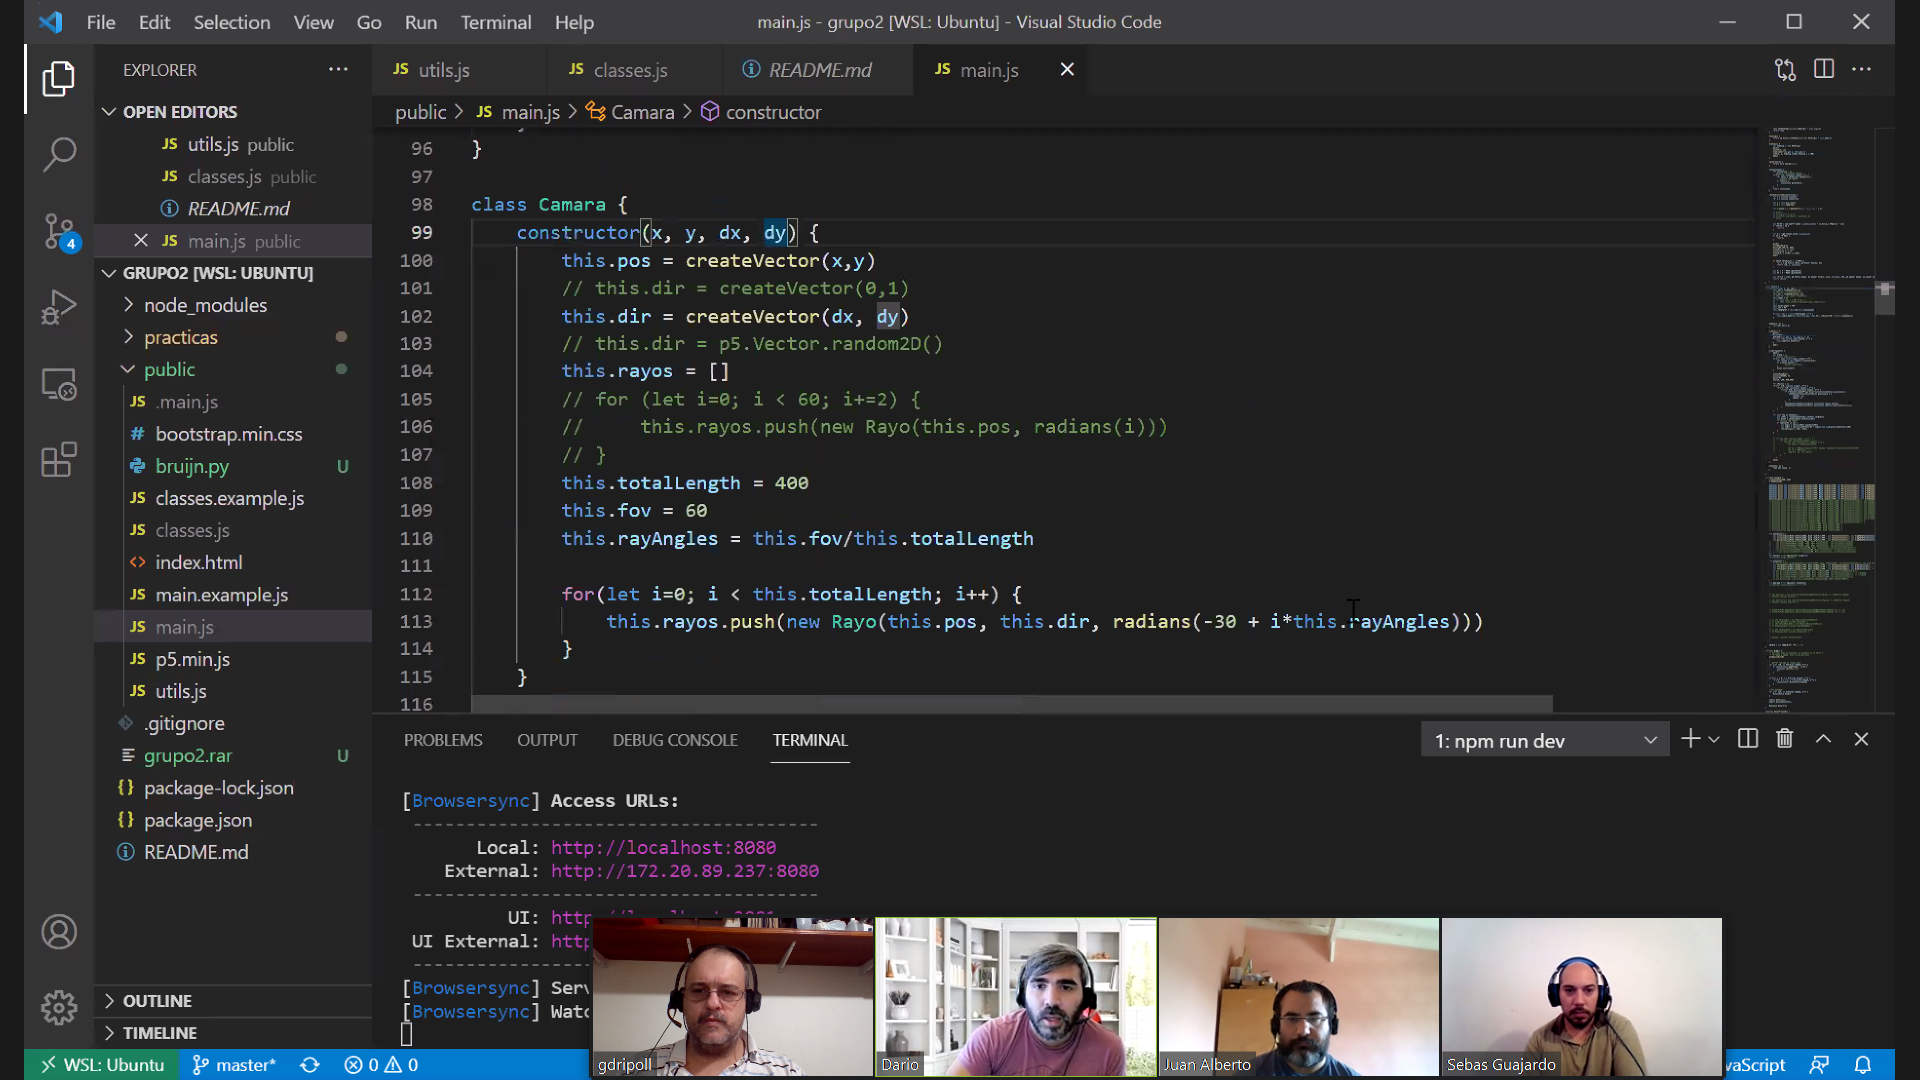 File Edit Selection View Go Run Terminal Help
main.js - grupo2 [WSL: Ubuntu] - Visual Studio Code
EXPLORER
OPEN EDITORS
JS utils.js public
JS classes.js public
README.md
JS main.js public
GRUPO2 [WSL: UBUNTU]
node_modules
practicas
public
JS .main.js
# bootstrap.min.css
bruijn.py U
JS classes.example.js
JS classes.js
<> index.html
JS main.example.js
JS main.js
JS p5.min.js
JS utils.js
.gitignore
grupo2.rar U
{} package-lock.json
{} package.json
README.md
OUTLINE
TIMELINE
4
JS utils.js
JS classes.js
README.md
JS main.js
public > JS main.js > Camara > constructor
96 }
97
98 class Camara {
99 constructor(x, y, dx, dy) {
100 this.pos = createVector(x,y)
101 // this.dir = createVector(0,1)
102 this.dir = createVector(dx, dy)
103 // this.dir = p5.Vector.random2D()
104 this.rayos = []
105 // for (let i=0; i < 60; i+=2) {
106 // this.rayos.push(new Rayo(this.pos, radians(i)))
107 // }
108 this.totalLength = 400
109 this.fov = 60
110 this.rayAngles = this.fov/this.totalLength
111
112 for(let i=0; i < this.totalLength; i++) {
113 this.rayos.push(new Rayo(this.pos, this.dir, radians(-30 + i*this.rayAngles)))
114 }
115 }
116
PROBLEMS OUTPUT DEBUG CONSOLE TERMINAL
1: npm run dev
[Browsersync] Access URLs:
----------------------------------------
Local: http://localhost:8080
External: http://172.20.89.237:8080
----------------------------------------
UI: http
UI External: http
[Browsersync] Serv
[Browsersync] Watc
gdripoll
Dario
Juan Alberto
Sebas Guajardo
WSL: Ubuntu master* 0 0
vaScript